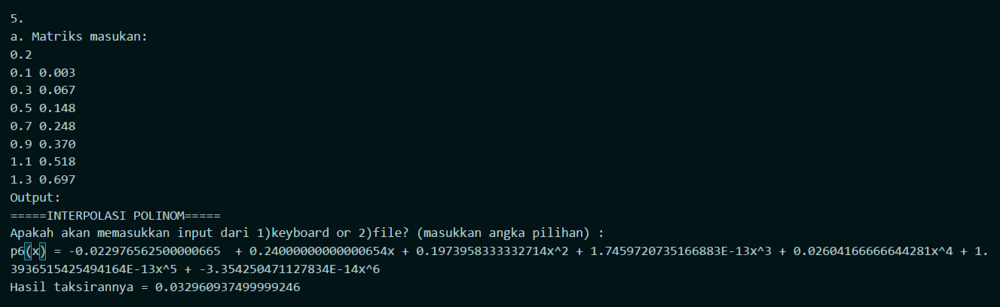 5.
a. Matriks masukan:
0.2
0.1 0.003
0.3 0.067
0.5 0.148
0.7 0.248
0.9 0.370
1.1 0.518
1.3 0.697
Output:
=====INTERPOLASI POLINOM=====
Apakah akan memasukkan input dari 1)keyboard or 2)file? (masukkan angka pilihan) :
p6(x) = -0.022976562500000665  + 0.24000000000000654x + 0.1973958333332714x^2 + 1.7459720735166883E-13x^3 + 0.02604166666644281x^4 + 1.
3936515425494164E-13x^5 + -3.354250471127834E-14x^6
Hasil taksirannya = 0.032960937499999246